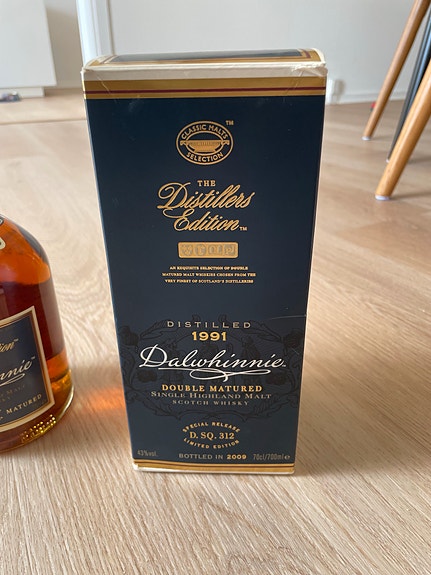 CLASSIC MALTS
TM
SELECTION
THE
Distillers
Edition TM
AN EXQUISITE SELECTION OF DOUBLE
MATURED MALT WHISKIES CHOSEN FROM THE
VERY FINEST OF SCOTLAND'S DISTILLERIES
DISTILLED
1991
Dalwhinnie
DOUBLE MATURED
SINGLE HIGHLAND MALT
SCOTCH WHISKY
SPECIAL RELEASE
D. SQ. 312
LIMITED EDITION
43%vol.
BOTTLED IN 2009
70cl/700ml e
MATURED